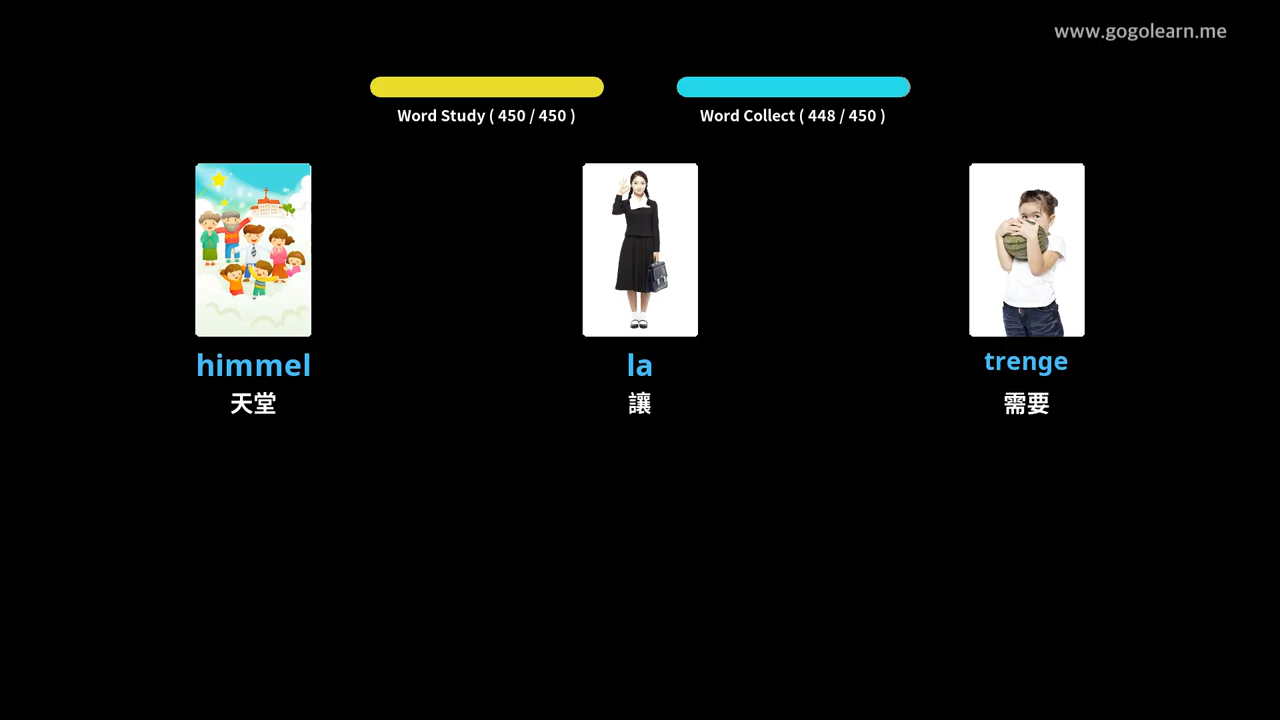 www.gogolearn.me
Word Study ( 450 / 450 )
Word Collect ( 448 / 450 )
himmel
天堂
la
讓
trenge
需要